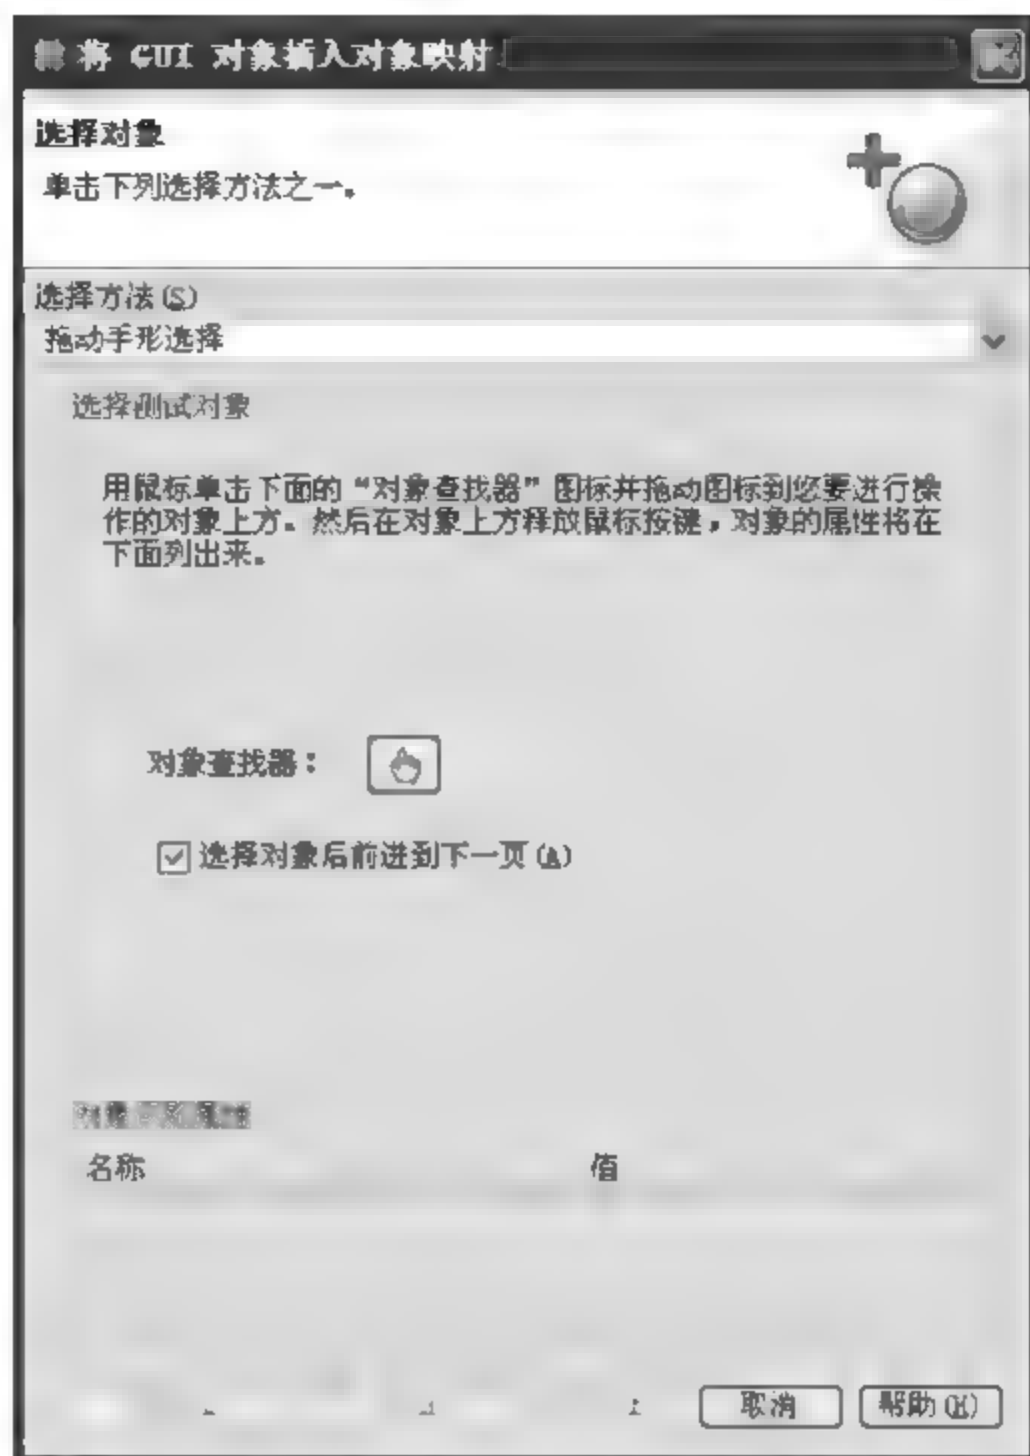 将 GUI 对象插入对象映射
选择对象
单击下列选择方法之一。
选择方法(S)
拖动手形选择
选择测试对象
用鼠标单击下面的“对象查找器”图标并拖动图标到您要进行操
作的对象上方。然后在对象上方释放鼠标按键，对象的属性将在
下面列出来。
对象查找器：
选择对象后前进到下一页(A)
名称 值
取消 帮助(H)